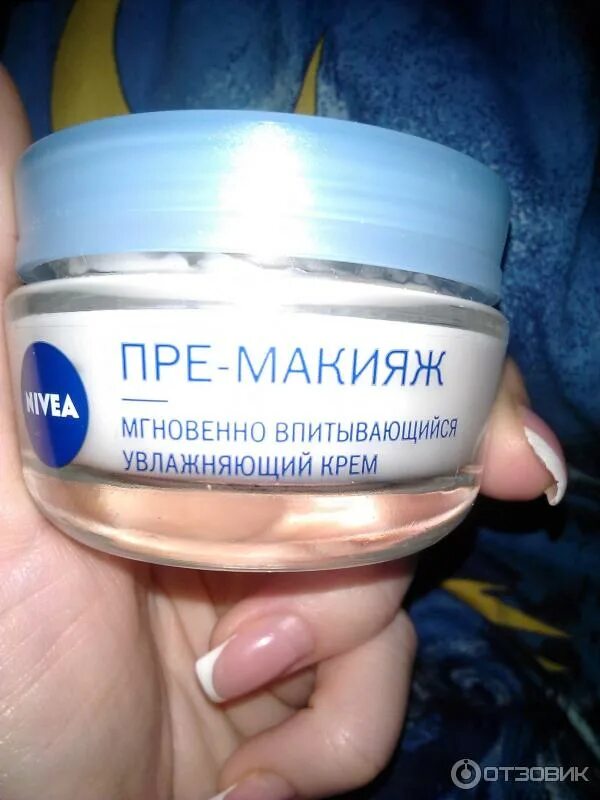 ПРЕ-МАКИЯЖ
NIVEA
МГНОВЕННО ВПИТЫВАЮЩИЙСЯ
УВЛАЖНЯЮЩИЙ КРЕМ
ОТЗОВИК